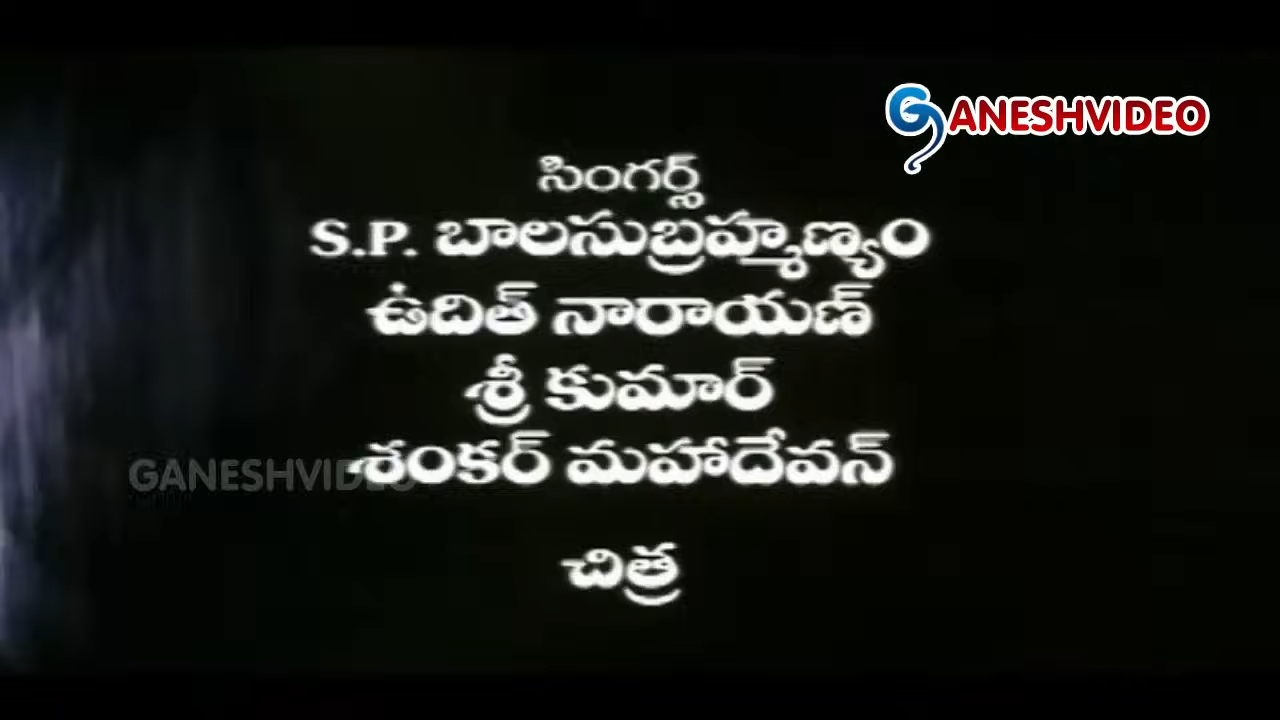 GANESHVIDEO
సింగర్స్
S.P. బాలసుబ్రహ్మణ్యం
ఉదిత్ నారాయణ్
శ్రీ కుమార్
శంకర్ మహాదేవన్
GANESHVIDEO
చిత్ర